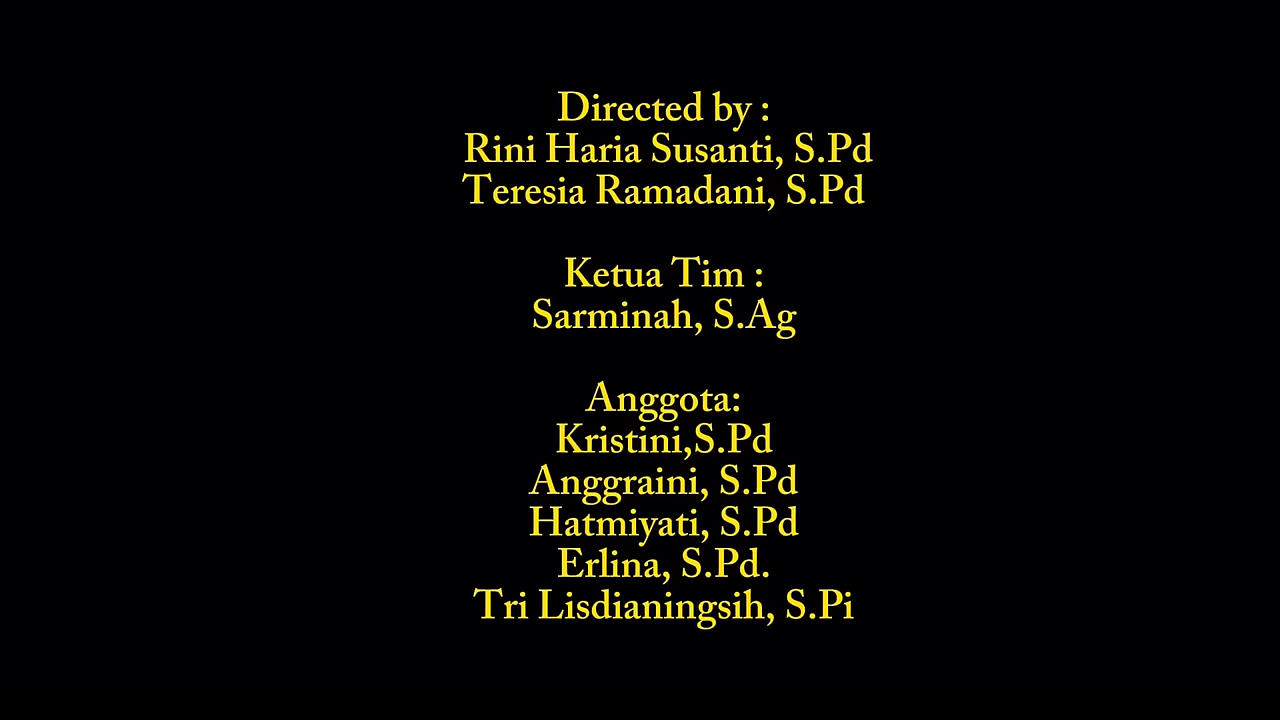 Directed by :
Rini Haria Susanti, S.Pd
Teresia Ramadani, S.Pd
Ketua Tim :
Sarminah, S.Ag
Anggota:
Kristini,S.Pd
Anggraini, S.Pd
Hatmiyati, S.Pd
Erlina, S.Pd.
Tri Lisdianingsih, S.Pi